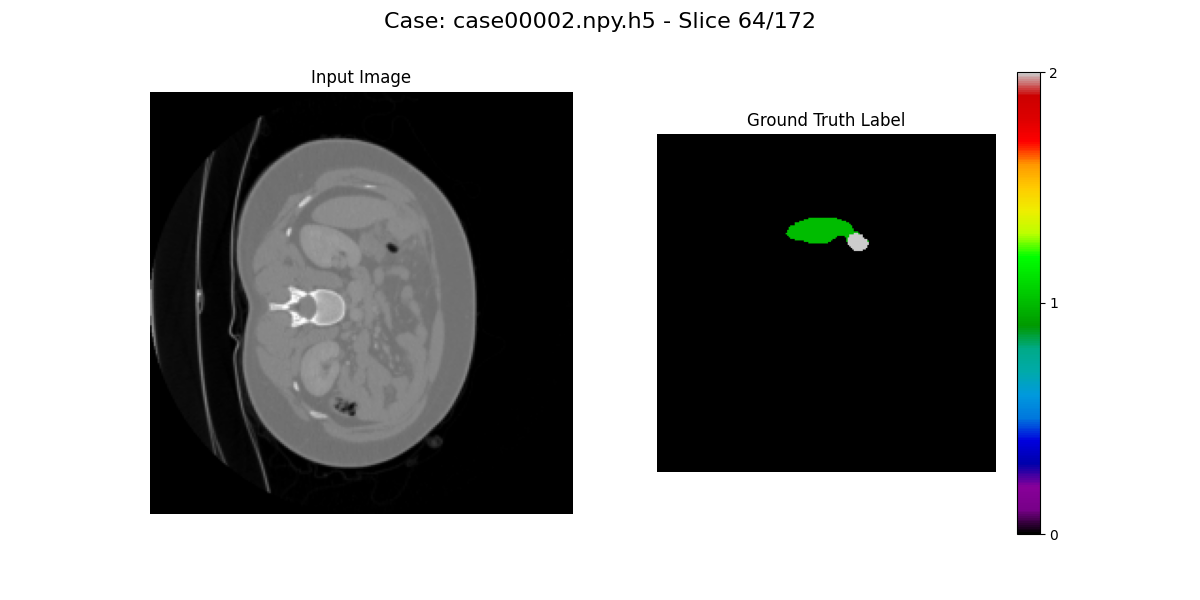 Case: case00002.npy.h5 - Slice 64/172
Input Image
Ground Truth Label
2
1
0